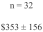 n = 32
$353 ± 156